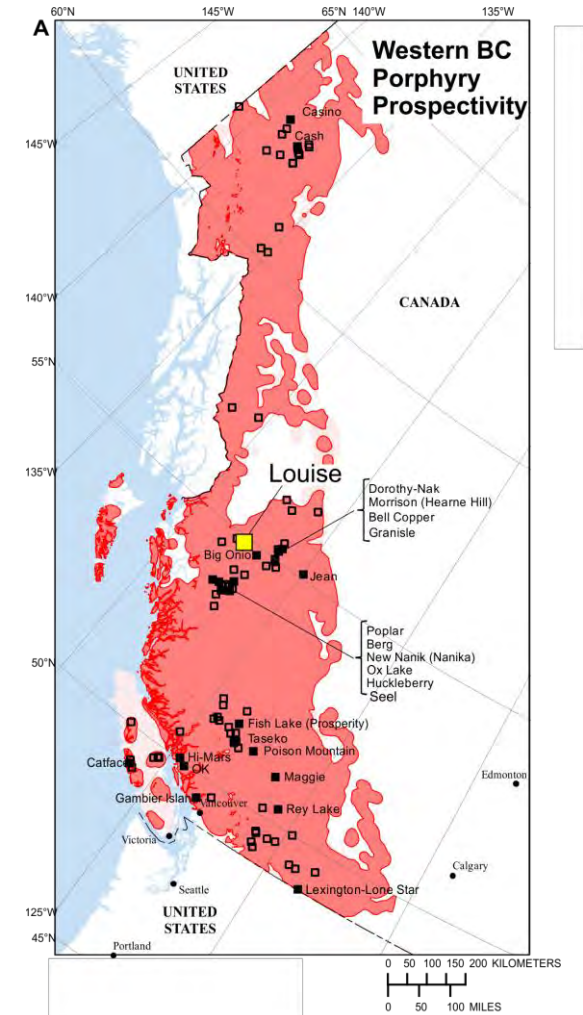 A
60°N
145°W
65°N 140°W
135°W
Western BC
Porphyry
Prospectivity
UNITED
STATES
Casino
Cash
145°W
140°W
CANADA
55°N
135°W
Louise
Dorothy-Nak
Morrison (Hearne Hill)
Bell Copper
Granisle
Big Onio
Jean
Poplar
Berg
New Nanik (Nanika)
Ox Lake
Huckleberry
Seel
50°N
Fish Lake (Prosperity)
Taseko
Poison Mountain
Catface
Hi-Mars
OK
Maggie
Edmonton
Gambier Island
Vancouver
Rey Lake
Victoria
Calgary
Seattle
Lexington-Lone Star
125°W
45°N
UNITED
STATES
Portland
0 50 100 150 200 KILOMETERS
0 50 100 MILES